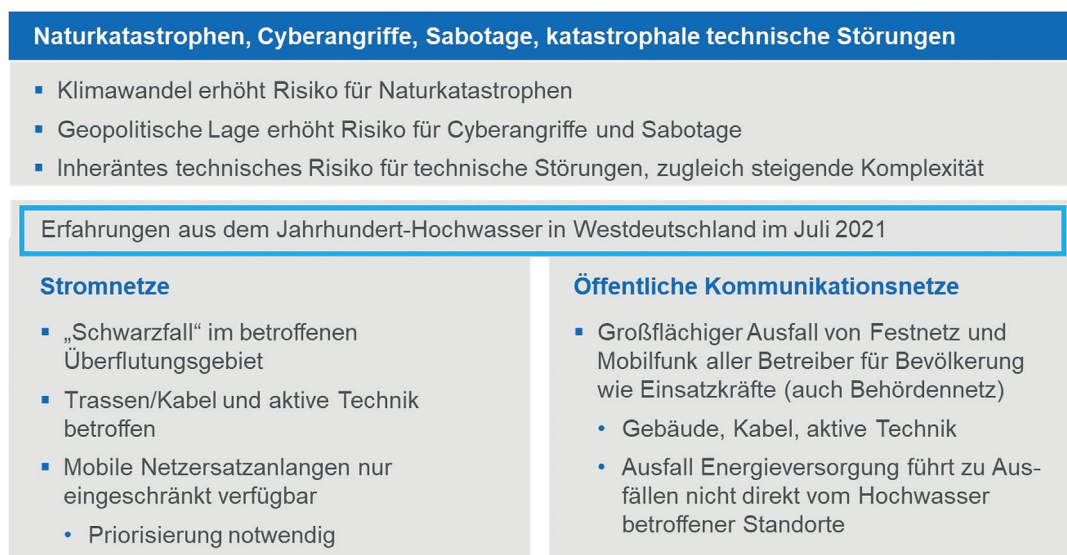 Naturkatastrophen, Cyberangriffe, Sabotage, katastrophale technische Störungen
▪ Klimawandel erhöht Risiko für Naturkatastrophen
▪ Geopolitische Lage erhöht Risiko für Cyberangriffe und Sabotage
▪ Inheräntes technisches Risiko für technische Störungen, zugleich steigende Komplexität
Erfahrungen aus dem Jahrhundert-Hochwasser in Westdeutschland im Juli 2021
Stromnetze
▪ „Schwarzfall“ im betroffenen
Überflutungsgebiet
▪ Trassen/Kabel und aktive Technik
betroffen
▪ Mobile Netzersatzanlangen nur
eingeschränkt verfügbar
• Priorisierung notwendig
Öffentliche Kommunikationsnetze
▪ Großflächiger Ausfall von Festnetz und
Mobilfunk aller Betreiber für Bevölkerung
wie Einsatzkräfte (auch Behördennetz)
• Gebäude, Kabel, aktive Technik
• Ausfall Energieversorgung führt zu Aus-
fällen nicht direkt vom Hochwasser
betroffener Standorte